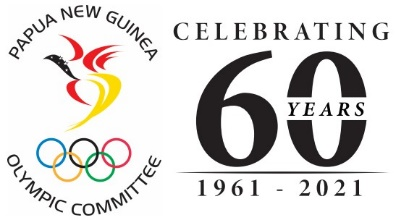 PAPUA NEW GUINEA
OLYMPIC COMMITTEE
CELEBRATING
60
YEARS
1961 - 2021